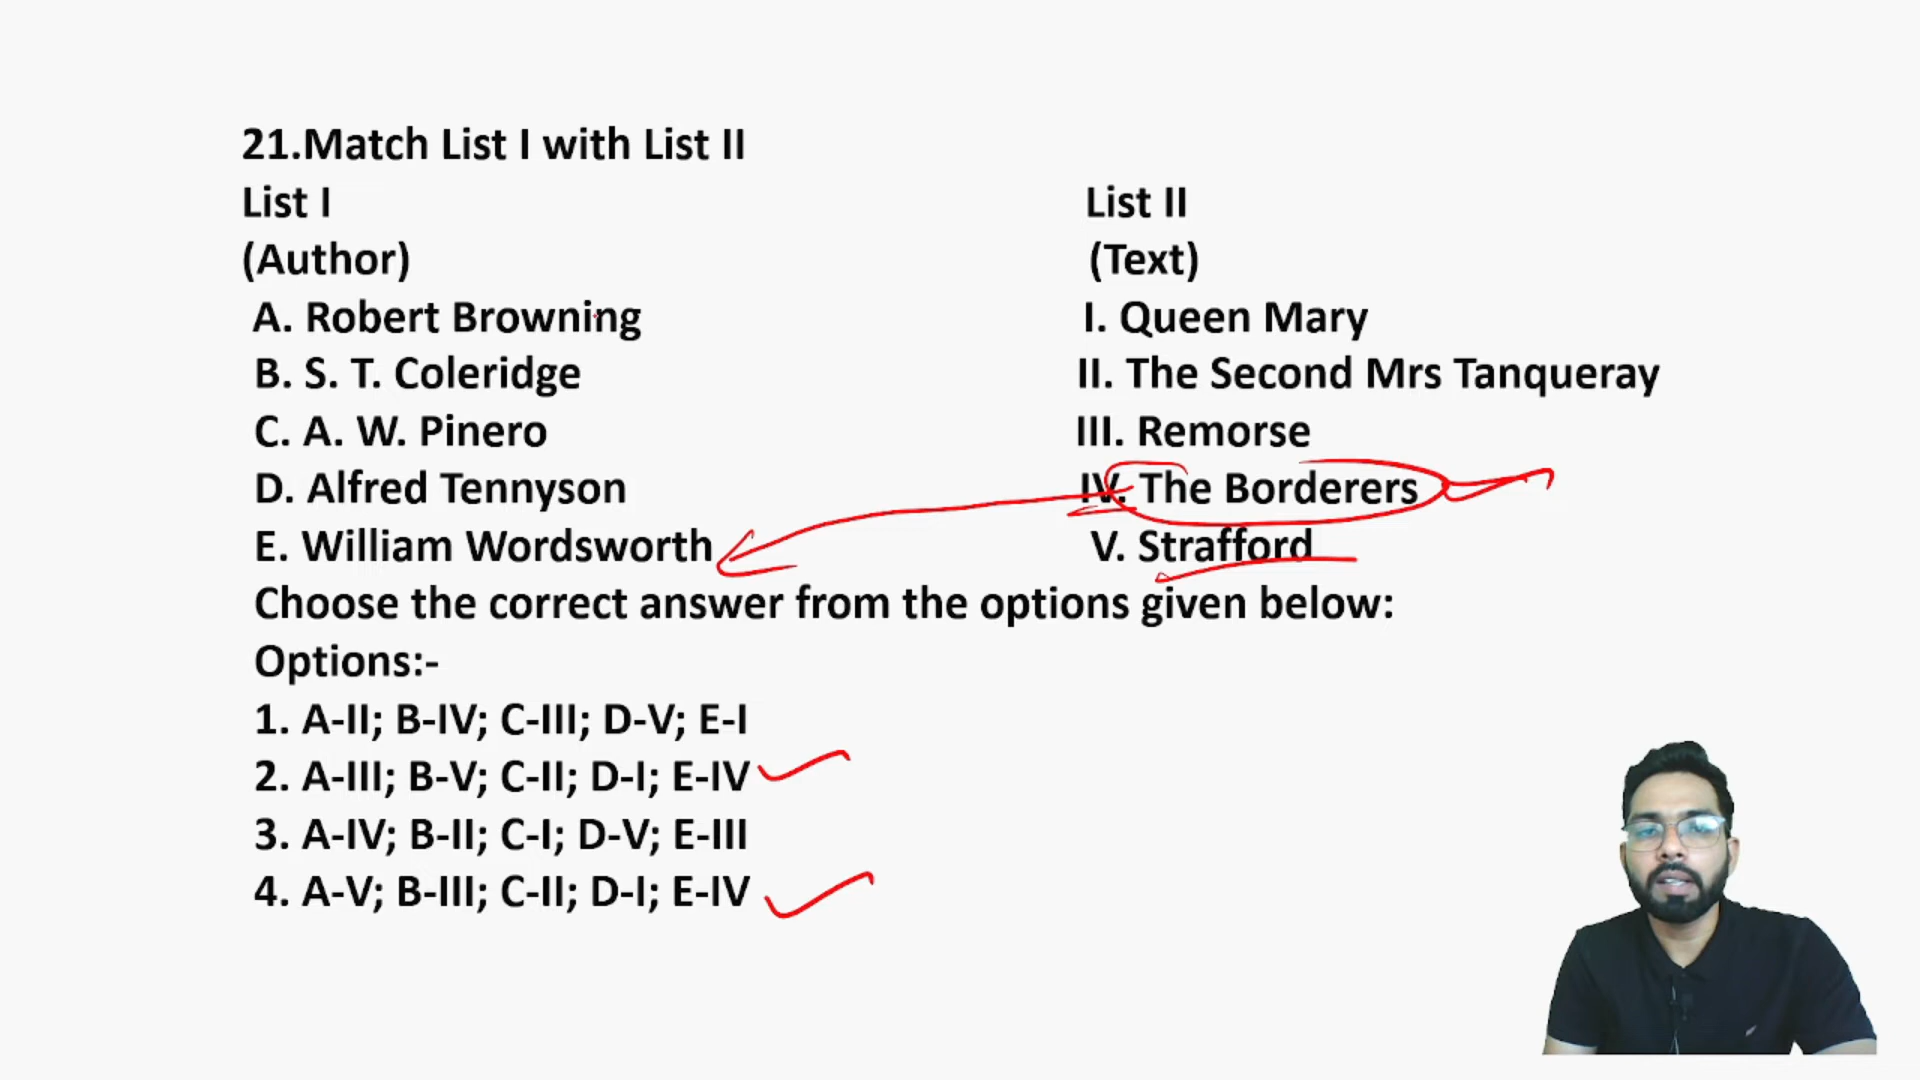 21.Match List I with List II
List I List II
(Author) (Text)
A. Robert Browning I. Queen Mary
B. S. T. Coleridge II. The Second Mrs Tanqueray
C. A. W. Pinero III. Remorse
D. Alfred Tennyson IV. The Borderers
E. William Wordsworth V. Strafford
Choose the correct answer from the options given below:
Options:-
1. A-II; B-IV; C-III; D-V; E-I
2. A-III; B-V; C-II; D-I; E-IV
3. A-IV; B-II; C-I; D-V; E-III
4. A-V; B-III; C-II; D-I; E-IV